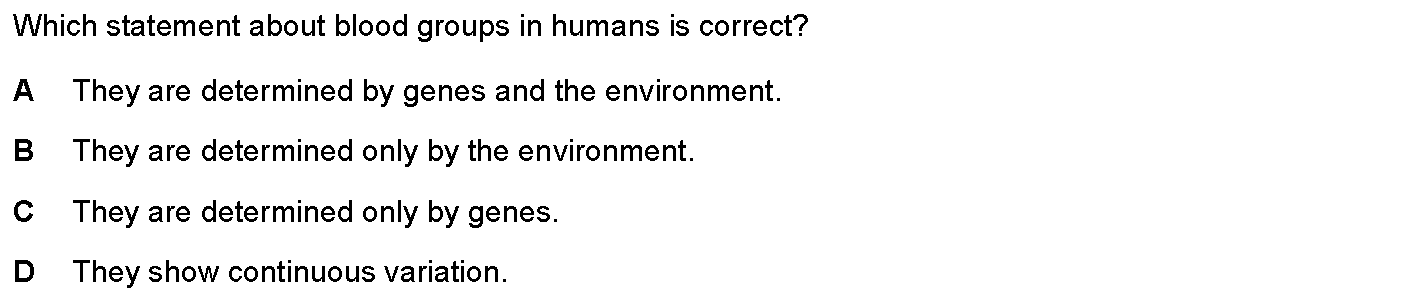 Which statement about blood groups in humans is correct?
A They are determined by genes and the environment.
B They are determined only by the environment.
C They are determined only by genes.
D They show continuous variation.